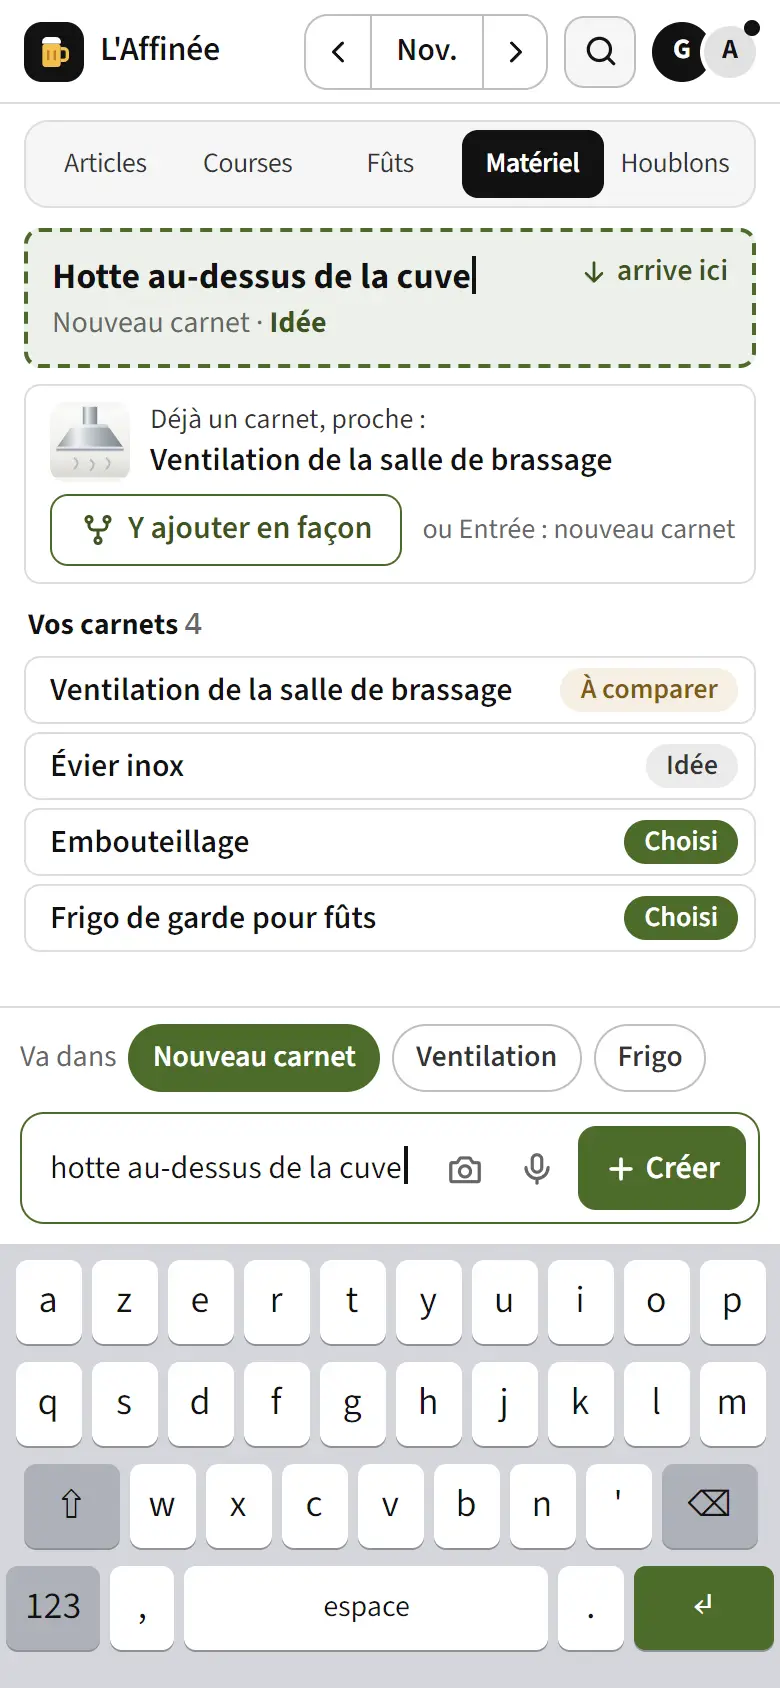 L'Affinée
Nov.
G
A
Articles
Courses
Fûts
Matériel
Houblons
Hotte au-dessus de la cuve
↓ arrive ici
Nouveau carnet · Idée
Déjà un carnet, proche :
Ventilation de la salle de brassage
Y ajouter en façon
ou Entrée : nouveau carnet
Vos carnets 4
Ventilation de la salle de brassage
À comparer
Évier inox
Idée
Embouteillage
Choisi
Frigo de garde pour fûts
Choisi
Va dans
Nouveau carnet
Ventilation
Frigo
hotte au-dessus de la cuve
+ Créer
a z e r t y u i o p
q s d f g h j k l m
⇧ w x c v b n ' ⌫
123 , espace . ↵